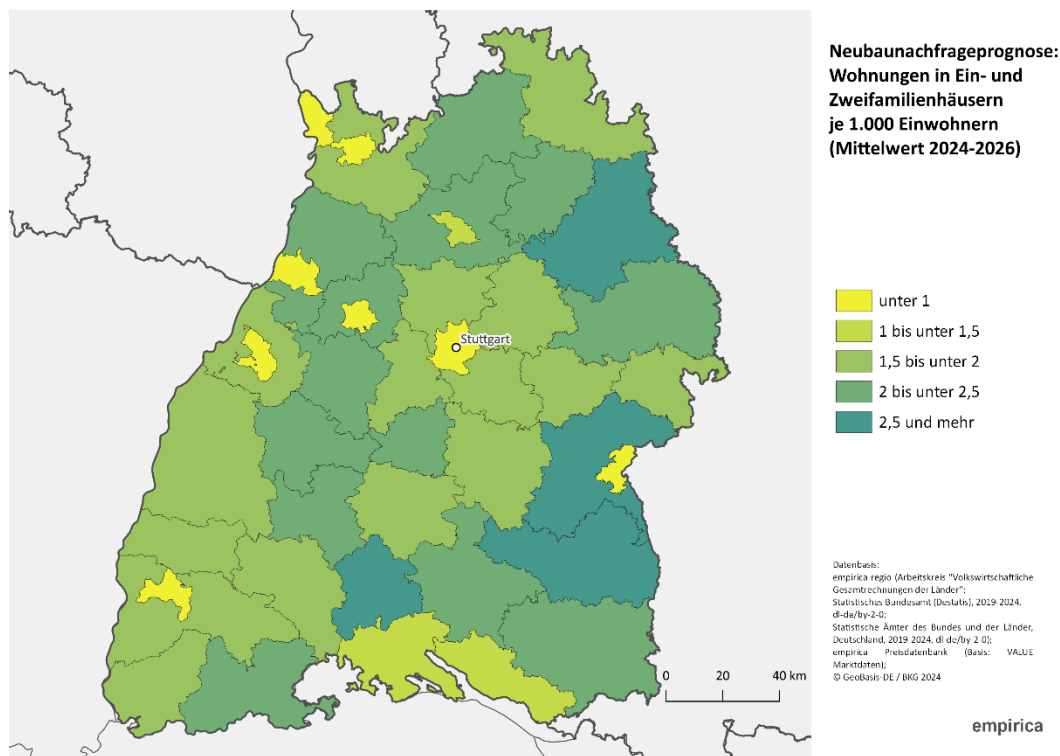 Neubaunachfrageprognose:
Wohnungen in Ein- und
Zweifamilienhäusern
je 1.000 Einwohnern
(Mittelwert 2024-2026)
Stuttgart
unter 1
1 bis unter 1,5
1,5 bis unter 2
2 bis unter 2,5
2,5 und mehr
Datenbasis:
empirica regio (Arbeitskreis "Volkswirtschaftliche
Gesamtrechnungen der Länder";
Statistisches Bundesamt (Destatis), 2019-2024,
dl-de/by-2-0;
Statistische Ämter des Bundes und der Länder,
Deutschland, 2019-2024, dl-de/by-2-0);
empirica Preisdatenbank (Basis: VALUE
Marktdaten);
© GeoBasis-DE / BKG 2024
0 20 40 km
empirica